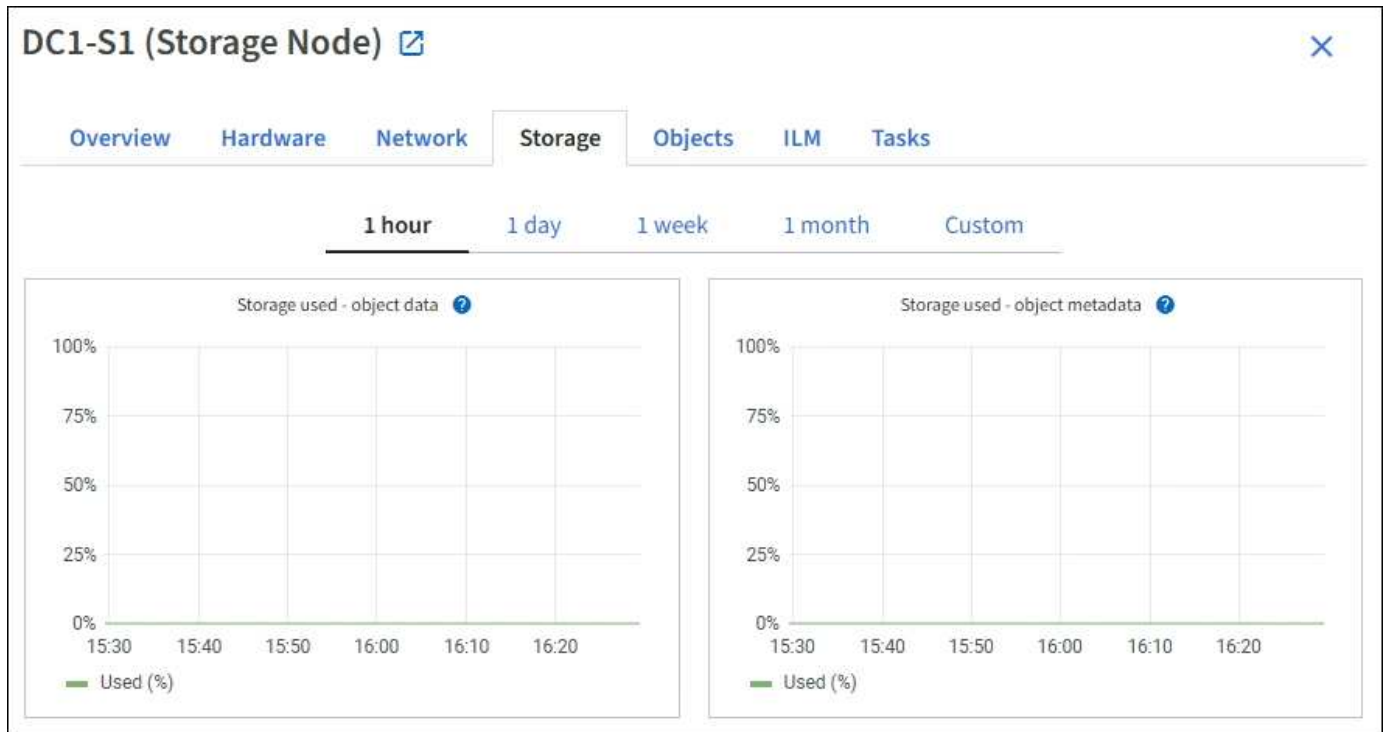 DC1-S1 (Storage Node)
Overview Hardware Network Storage Objects ILM Tasks
1 hour 1 day 1 week 1 month Custom
Storage used - object data ?
100%
75%
50%
25%
0%
15:30 15:40 15:50 16:00 16:10 16:20
Used (%)
Storage used - object metadata ?
100%
75%
50%
25%
0%
15:30 15:40 15:50 16:00 16:10 16:20
Used (%)